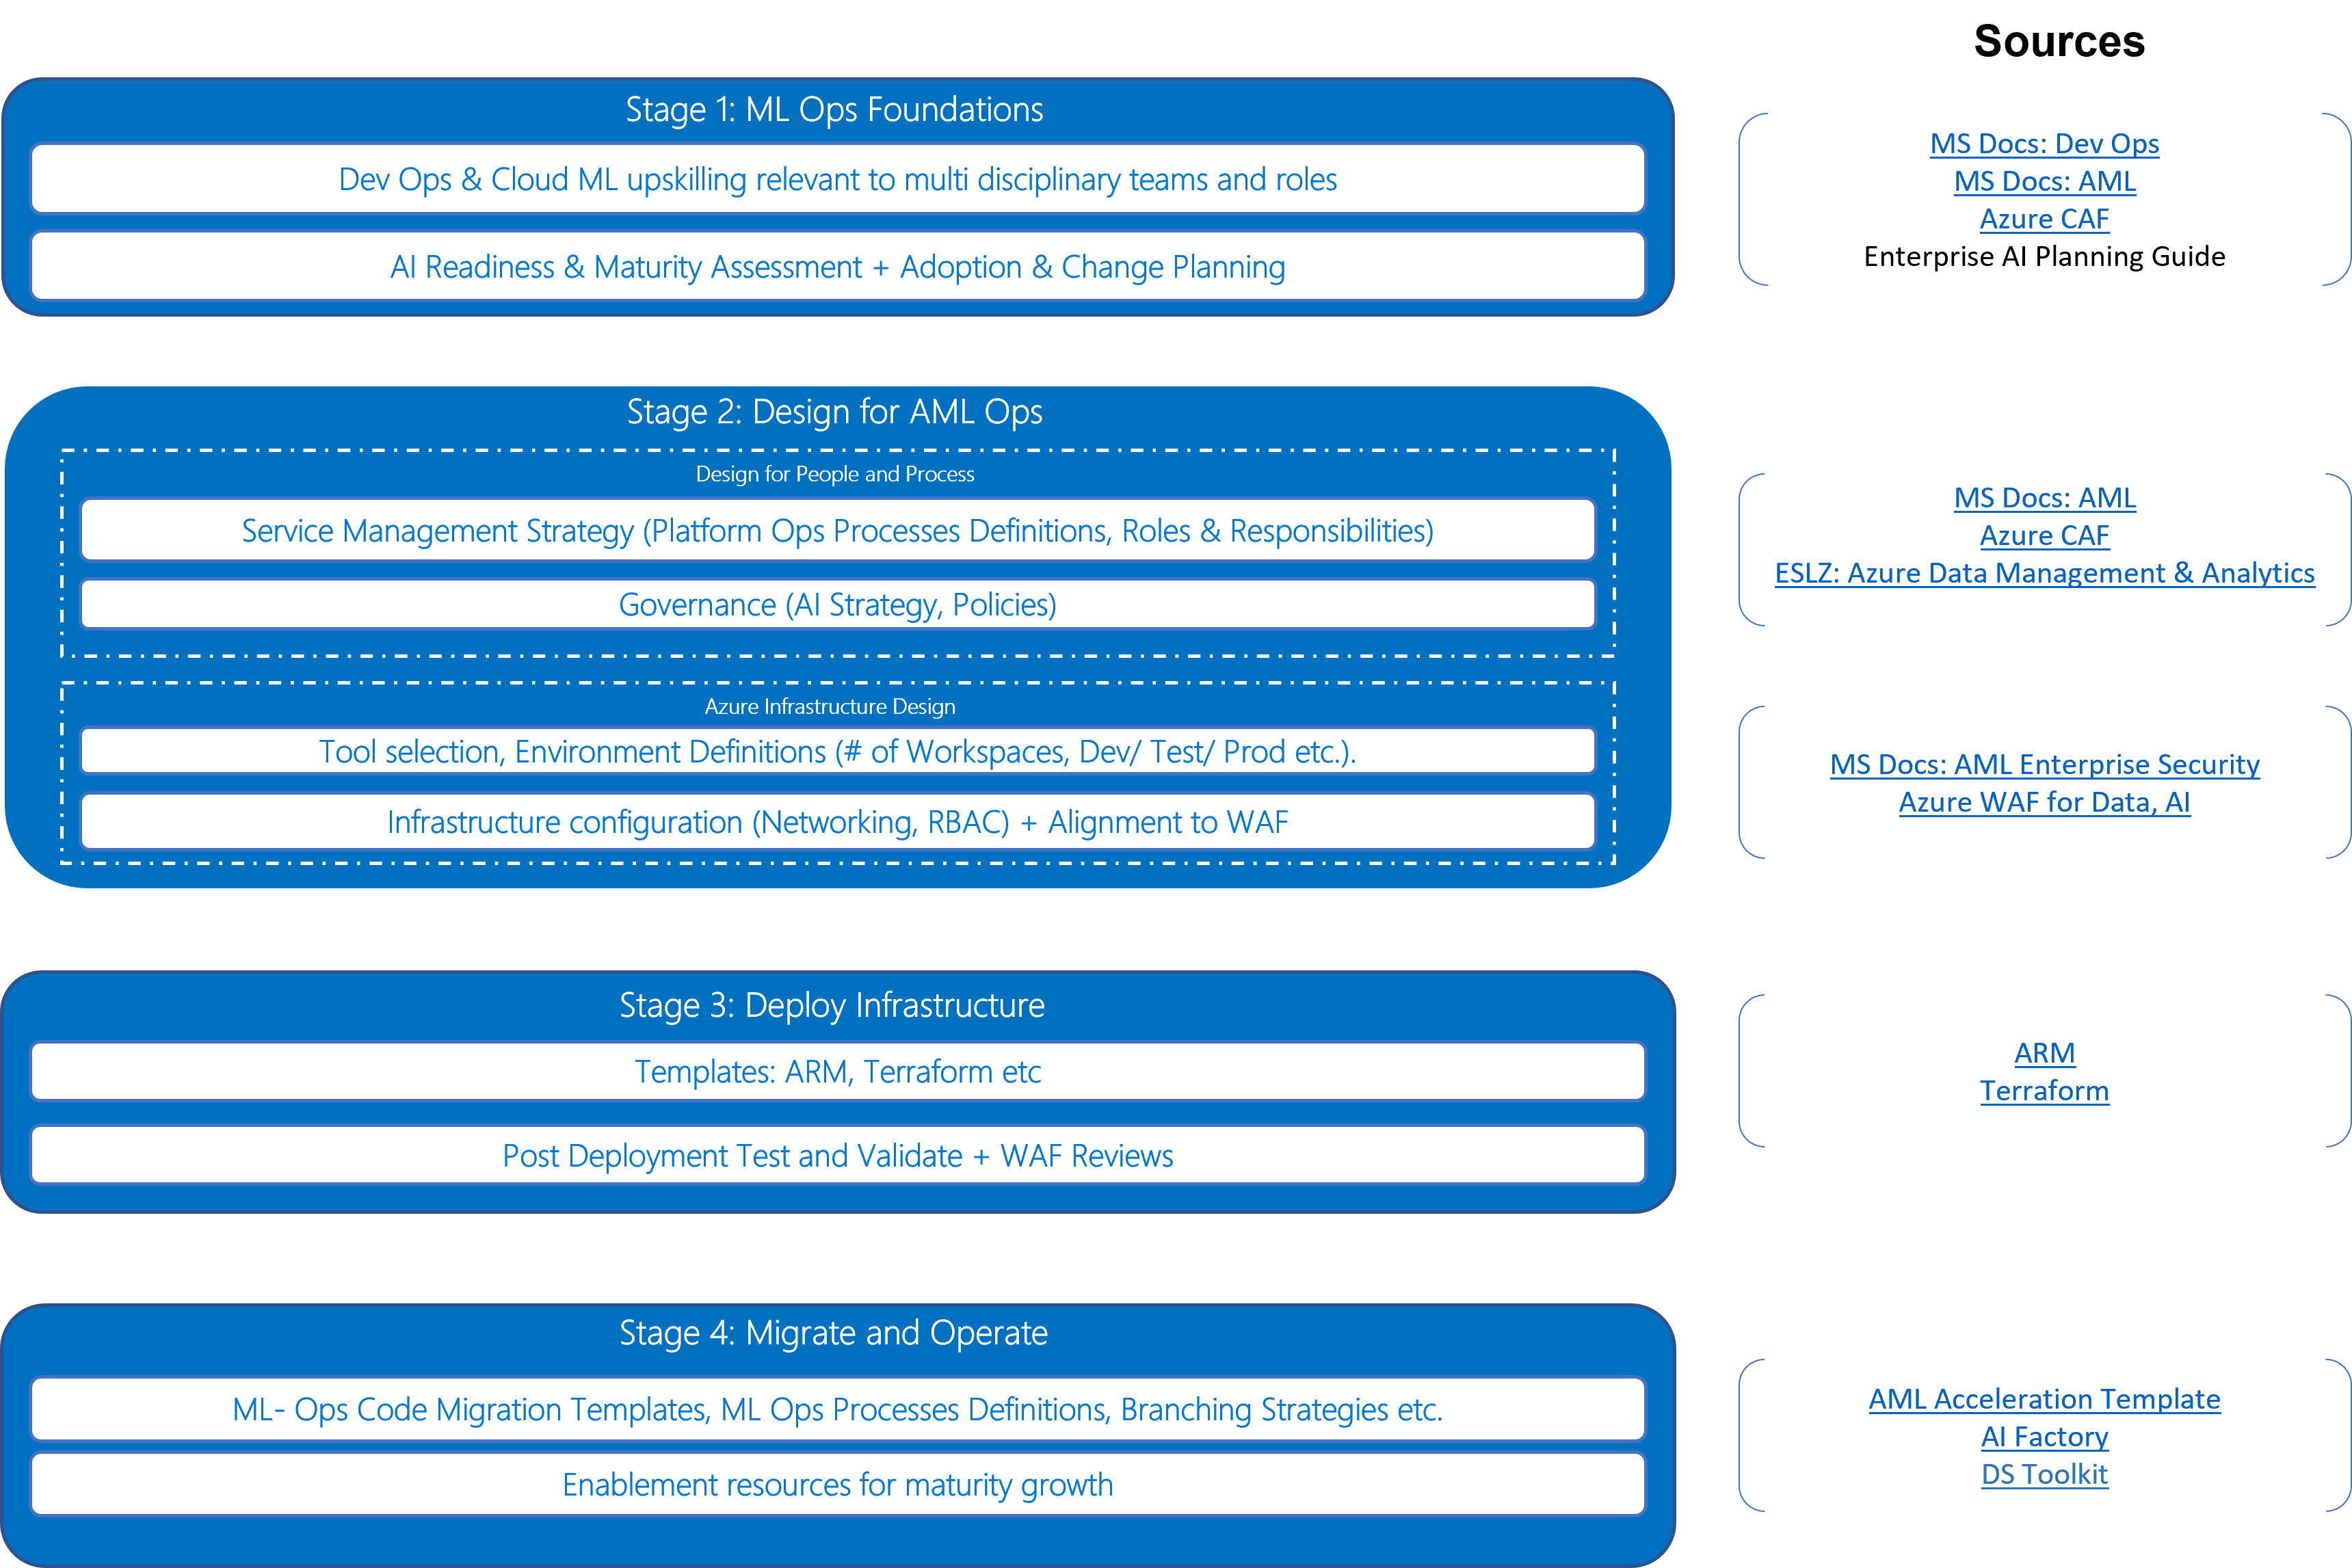 Sources
Stage 1: ML Ops Foundations
Dev Ops & Cloud ML upskilling relevant to multi disciplinary teams and roles
AI Readiness & Maturity Assessment + Adoption & Change Planning
MS Docs: Dev Ops
MS Docs: AML
Azure CAF
Enterprise AI Planning Guide
Stage 2: Design for AML Ops
Design for People and Process
Service Management Strategy (Platform Ops Processes Definitions, Roles & Responsibilities)
Governance (AI Strategy, Policies)
MS Docs: AML
Azure CAF
ESLZ: Azure Data Management & Analytics
Azure Infrastructure Design
Tool selection, Environment Definitions (# of Workspaces, Dev/ Test/ Prod etc.).
Infrastructure configuration (Networking, RBAC) + Alignment to WAF
MS Docs: AML Enterprise Security
Azure WAF for Data, AI
Stage 3: Deploy Infrastructure
Templates: ARM, Terraform etc
Post Deployment Test and Validate + WAF Reviews
ARM
Terraform
Stage 4: Migrate and Operate
ML- Ops Code Migration Templates, ML Ops Processes Definitions, Branching Strategies etc.
Enablement resources for maturity growth
AML Acceleration Template
AI Factory
DS Toolkit